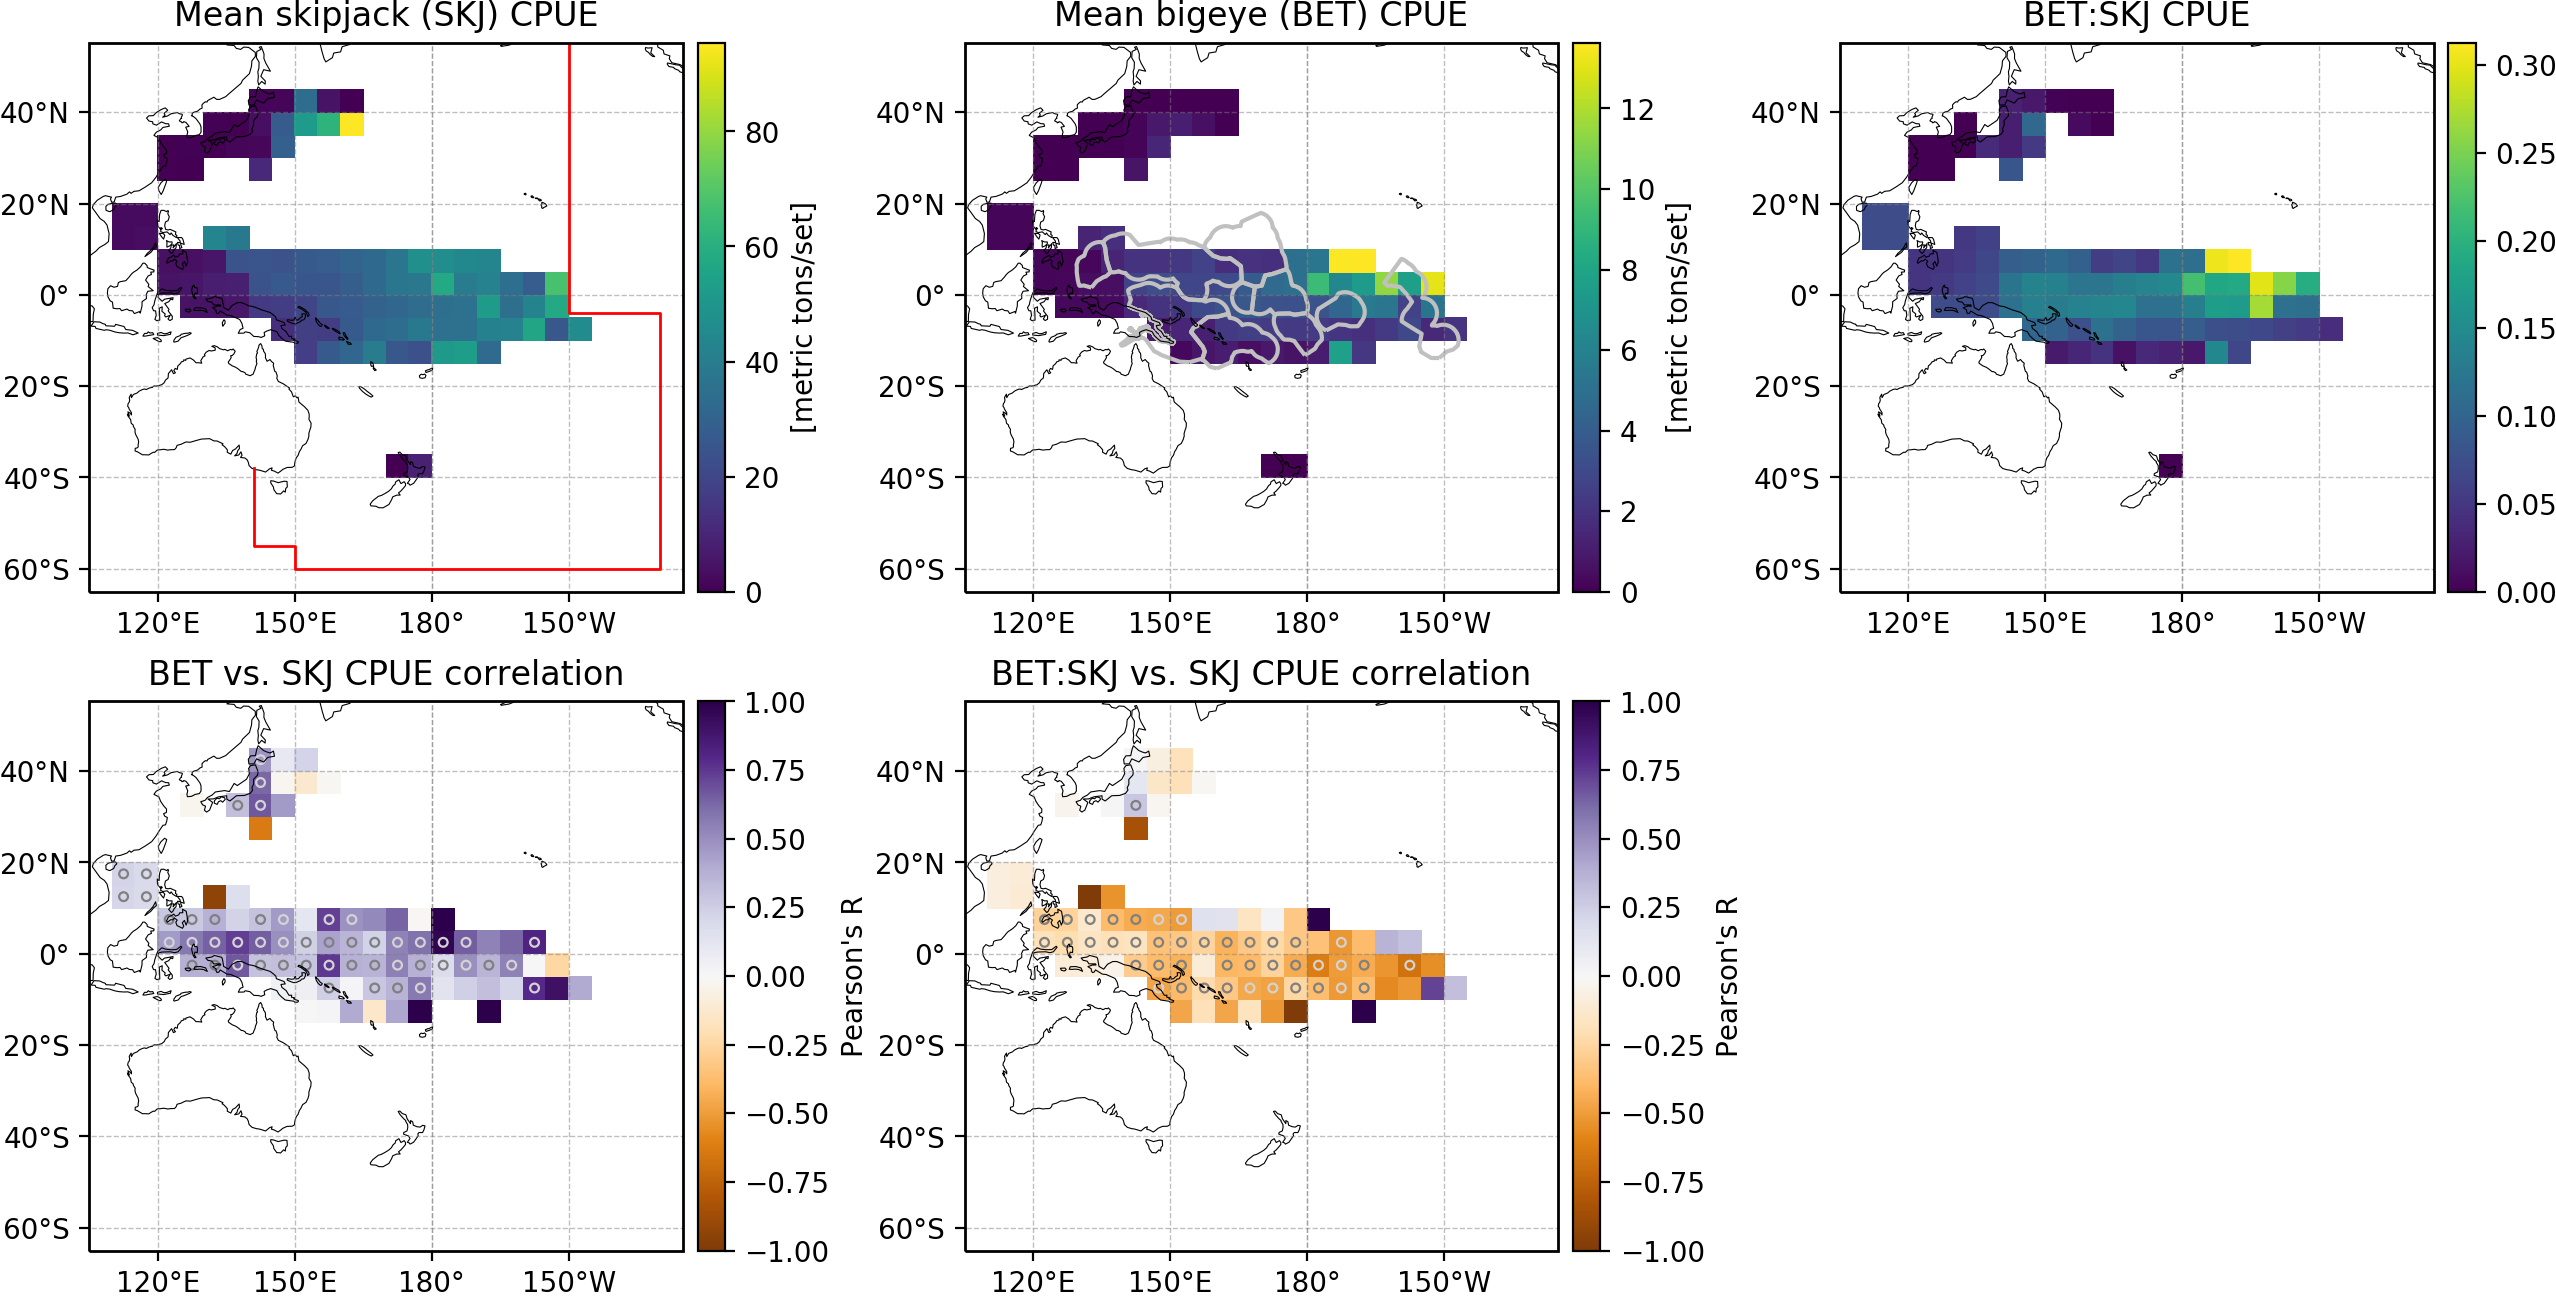 Mean skipjack (SKJ) CPUE
40°N
20°N
0°
20°S
40°S
60°S
120°E 150°E 180° 150°W
80
60
40
20
0
[metric tons/set]
Mean bigeye (BET) CPUE
40°N
20°N
0°
20°S
40°S
60°S
120°E 150°E 180° 150°W
12
10
8
6
4
2
0
[metric tons/set]
BET:SKJ CPUE
40°N
20°N
0°
20°S
40°S
60°S
120°E 150°E 180° 150°W
0.30
0.25
0.20
0.15
0.10
0.05
0.00
BET vs. SKJ CPUE correlation
40°N
20°N
0°
20°S
40°S
60°S
120°E 150°E 180° 150°W
1.00
0.75
0.50
0.25
0.00
−0.25
−0.50
−0.75
−1.00
Pearson's R
BET:SKJ vs. SKJ CPUE correlation
40°N
20°N
0°
20°S
40°S
60°S
120°E 150°E 180° 150°W
1.00
0.75
0.50
0.25
0.00
−0.25
−0.50
−0.75
−1.00
Pearson's R